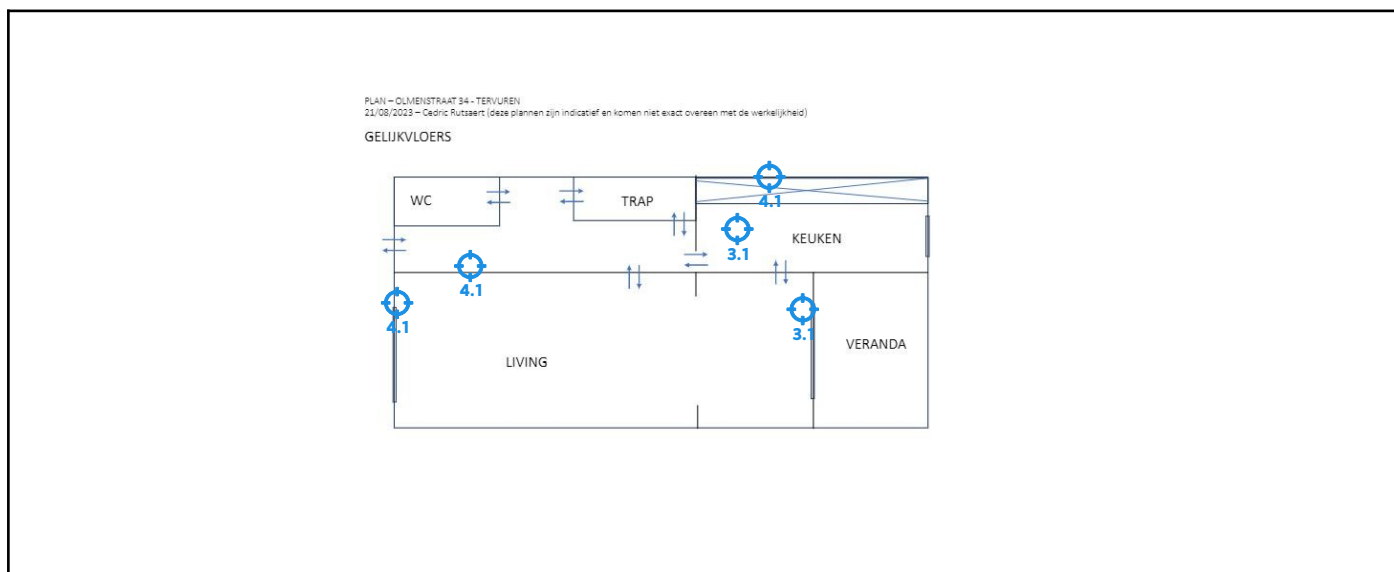 PLAN – OLMENSTRAAT 34 - TERVUREN
21/08/2023 – Cedric Rutsaert (deze plannen zijn indicatief en komen niet exact overeen met de werkelijkheid)
GELIJKVLOERS
WC
TRAP
4.1
KEUKEN
3.1
4.1
4.1
3.1
VERANDA
LIVING